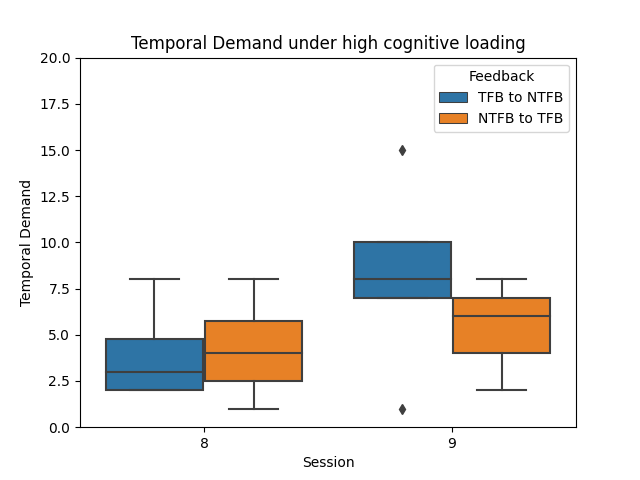 Temporal Demand under high cognitive loading
Feedback
TFB to NTFB
NTFB to TFB
Temporal Demand
20.0
17.5
15.0
12.5
10.0
7.5
5.0
2.5
0.0
8
9
Session